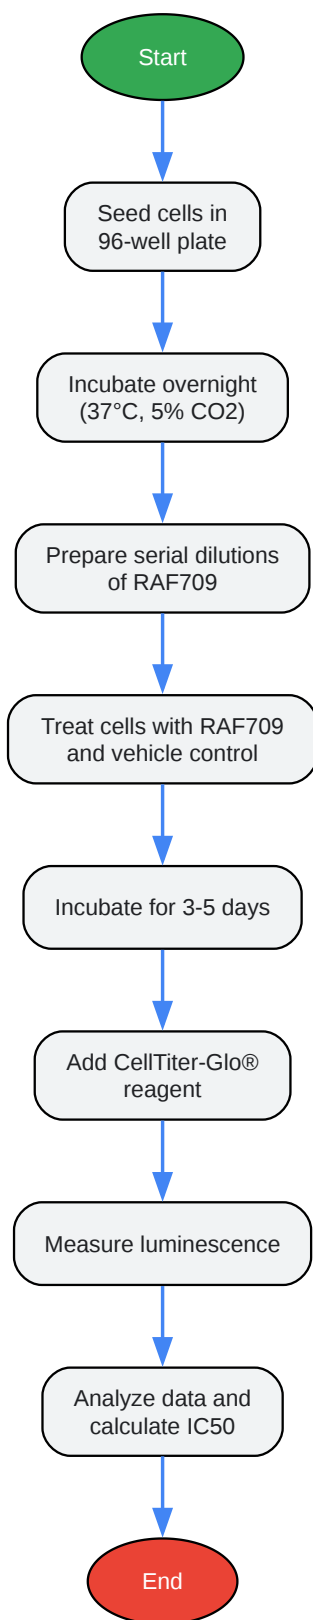 Start
Seed cells in
96-well plate
Incubate overnight
(37°C, 5% CO2)
Prepare serial dilutions
of RAF709
Treat cells with RAF709
and vehicle control
Incubate for 3-5 days
Add CellTiter-Glo®
reagent
Measure luminescence
Analyze data and
calculate IC50
End